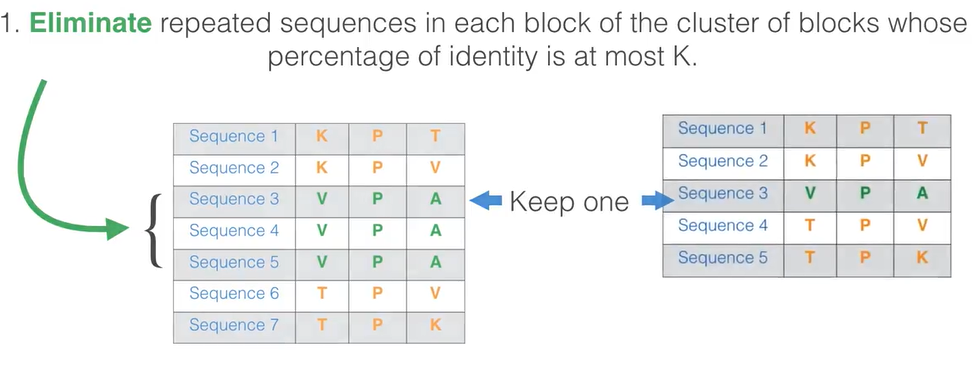 1. Eliminate repeated sequences in each block of the cluster of blocks whose
percentage of identity is at most K.
Sequence 1 K P T
Sequence 2 K P V
Sequence 3 V P A
Sequence 4 V P A
Sequence 5 V P A
Sequence 6 T P V
Sequence 7 T P K
Keep one
Sequence 1 K P T
Sequence 2 K P V
Sequence 3 V P A
Sequence 4 T P V
Sequence 5 T P K